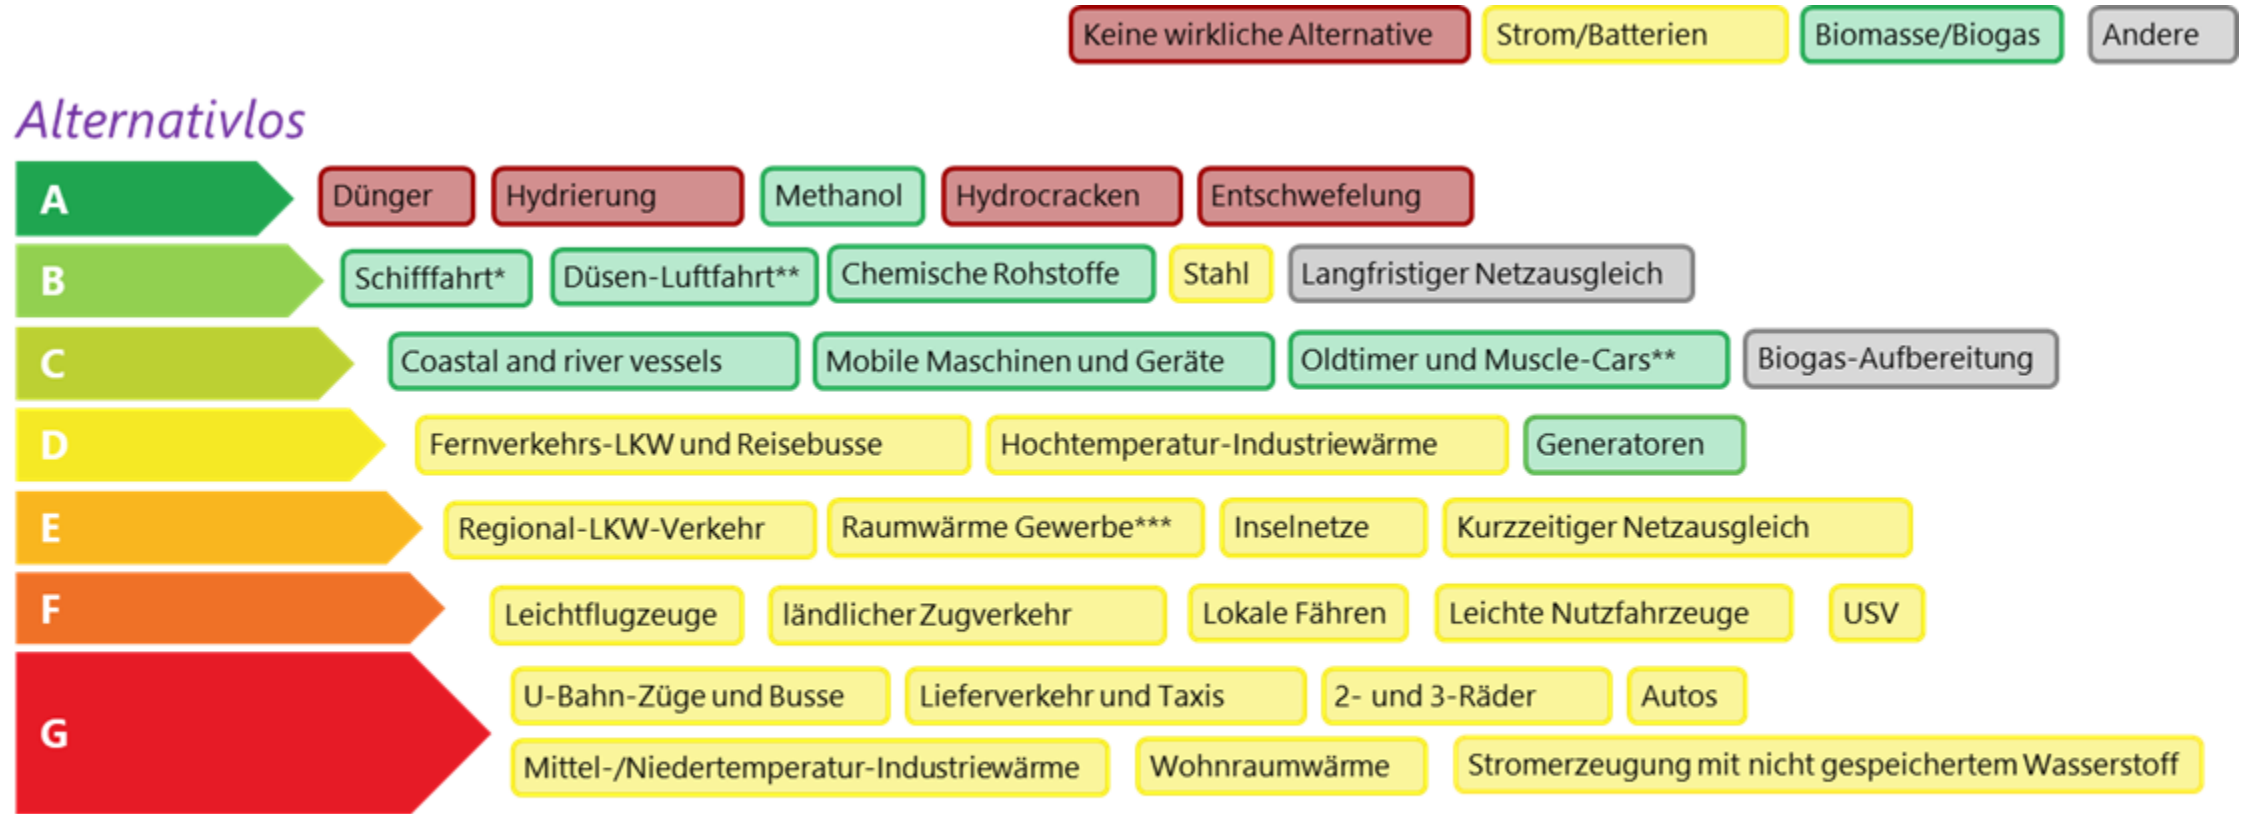 Keine wirkliche Alternative Strom/Batterien Biomasse/Biogas Andere
Alternativlos
A Dünger Hydrierung Methanol Hydrocracken Entschwefelung
B Schifffahrt* Düsen-Luftfahrt** Chemische Rohstoffe Stahl Langfristiger Netzausgleich
C Coastal and river vessels Mobile Maschinen und Geräte Oldtimer und Muscle-Cars** Biogas-Aufbereitung
D Fernverkehrs-LKW und Reisebusse Hochtemperatur-Industriewärme Generatoren
E Regional-LKW-Verkehr Raumwärme Gewerbe*** Inselnetze Kurzzeitiger Netzausgleich
F Leichtflugzeuge ländlicher Zugverkehr Lokale Fähren Leichte Nutzfahrzeuge USV
G U-Bahn-Züge und Busse Lieferverkehr und Taxis 2- und 3-Räder Autos
Mittel-/Niedertemperatur-Industriewärme Wohnraumwärme Stromerzeugung mit nicht gespeichertem Wasserstoff